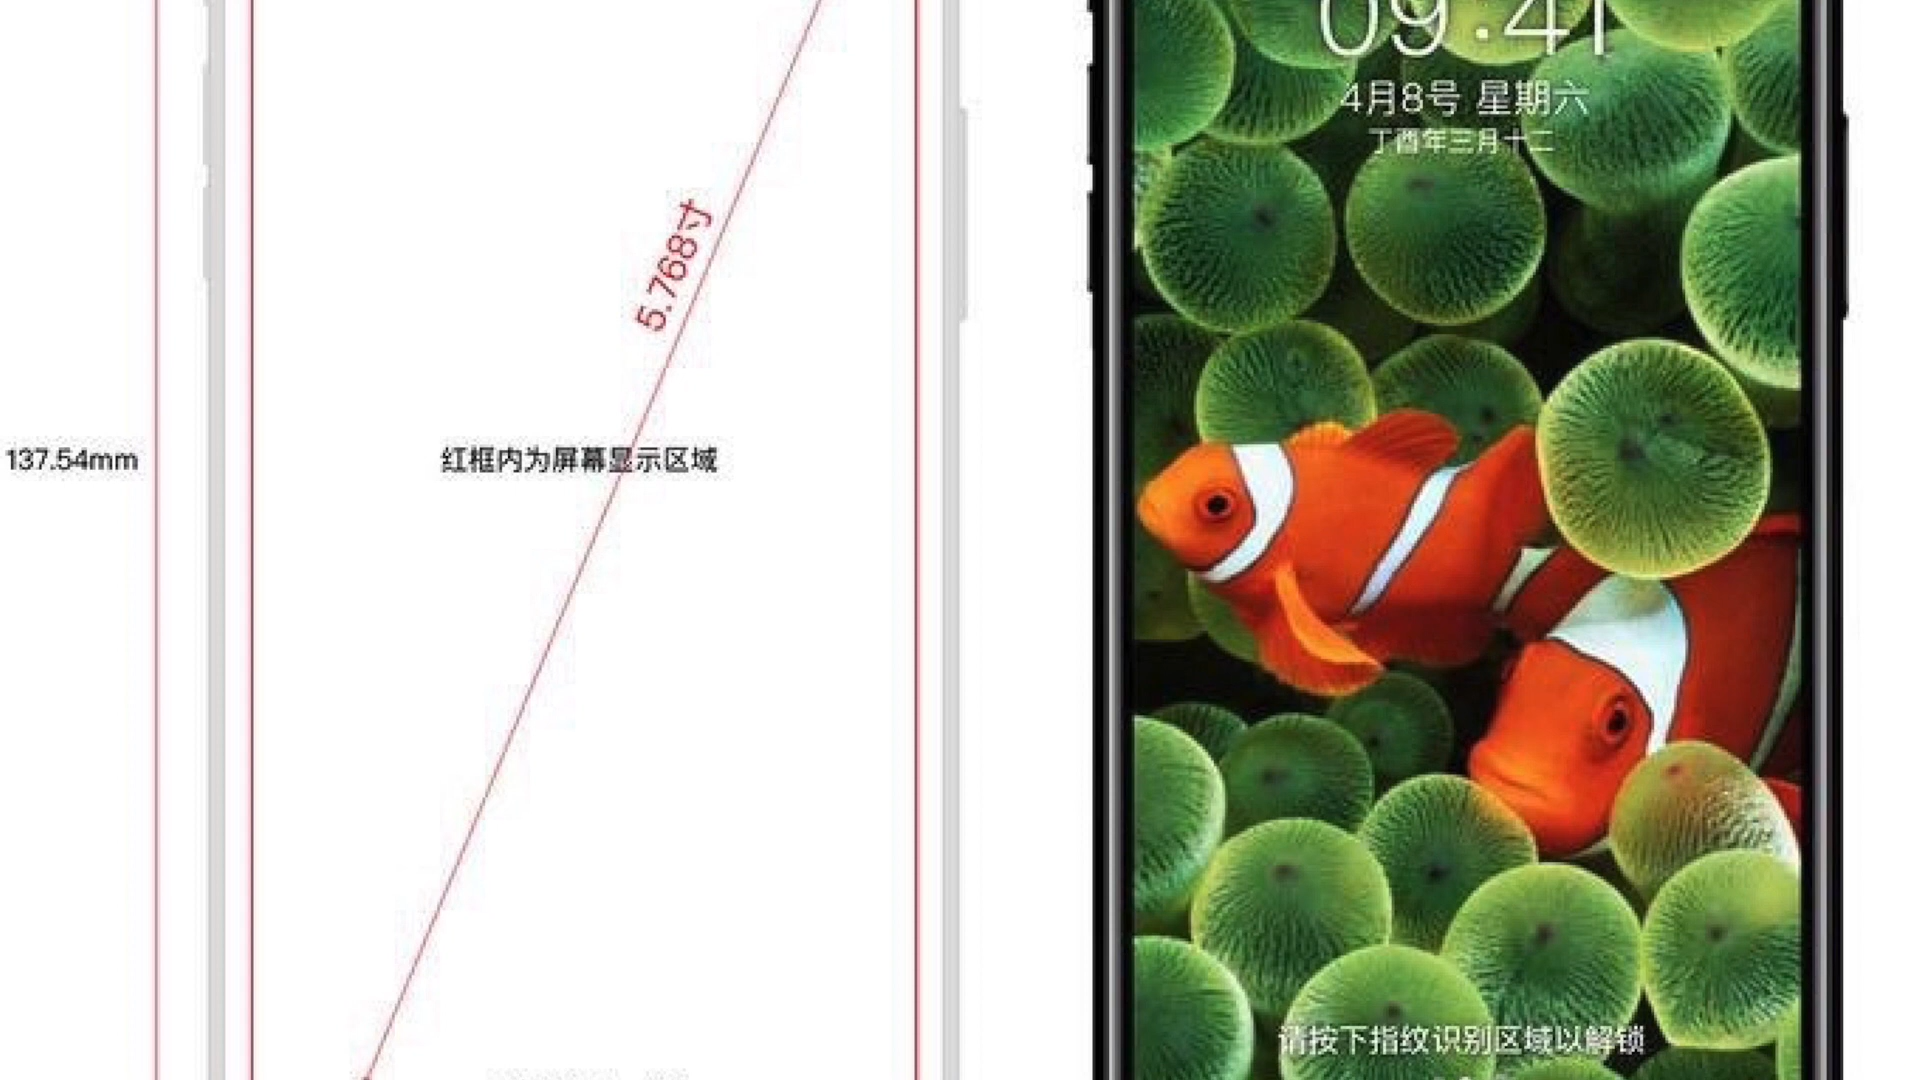 09:41
4月8号 星期六
丁酉年三月十二
5.768寸
137.54mm
红框内为屏幕显示区域
请按下指纹识别区域以解锁